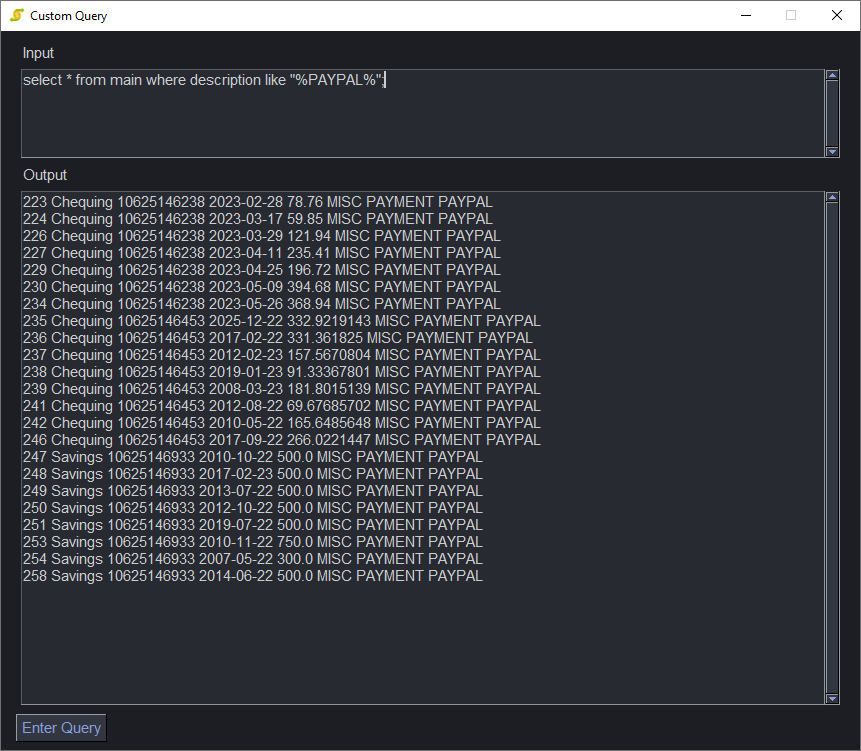 Custom Query
Input
select * from main where description like "%PAYPAL%";
Output
223 Chequing 10625146238 2023-02-28 78.76 MISC PAYMENT PAYPAL
224 Chequing 10625146238 2023-03-17 59.85 MISC PAYMENT PAYPAL
226 Chequing 10625146238 2023-03-29 121.94 MISC PAYMENT PAYPAL
227 Chequing 10625146238 2023-04-11 235.41 MISC PAYMENT PAYPAL
229 Chequing 10625146238 2023-04-25 196.72 MISC PAYMENT PAYPAL
230 Chequing 10625146238 2023-05-09 394.68 MISC PAYMENT PAYPAL
234 Chequing 10625146238 2023-05-26 368.94 MISC PAYMENT PAYPAL
235 Chequing 10625146453 2025-12-22 332.9219143 MISC PAYMENT PAYPAL
236 Chequing 10625146453 2017-02-22 331.361825 MISC PAYMENT PAYPAL
237 Chequing 10625146453 2012-02-23 157.5670804 MISC PAYMENT PAYPAL
238 Chequing 10625146453 2019-01-23 91.33367801 MISC PAYMENT PAYPAL
239 Chequing 10625146453 2008-03-23 181.8015139 MISC PAYMENT PAYPAL
241 Chequing 10625146453 2012-08-22 69.67685702 MISC PAYMENT PAYPAL
242 Chequing 10625146453 2010-05-22 165.6485648 MISC PAYMENT PAYPAL
246 Chequing 10625146453 2017-09-22 266.0221447 MISC PAYMENT PAYPAL
247 Savings 10625146933 2010-10-22 500.0 MISC PAYMENT PAYPAL
248 Savings 10625146933 2017-02-23 500.0 MISC PAYMENT PAYPAL
249 Savings 10625146933 2013-07-22 500.0 MISC PAYMENT PAYPAL
250 Savings 10625146933 2012-10-22 500.0 MISC PAYMENT PAYPAL
251 Savings 10625146933 2019-07-22 500.0 MISC PAYMENT PAYPAL
253 Savings 10625146933 2010-11-22 750.0 MISC PAYMENT PAYPAL
254 Savings 10625146933 2007-05-22 300.0 MISC PAYMENT PAYPAL
258 Savings 10625146933 2014-06-22 500.0 MISC PAYMENT PAYPAL
Enter Query